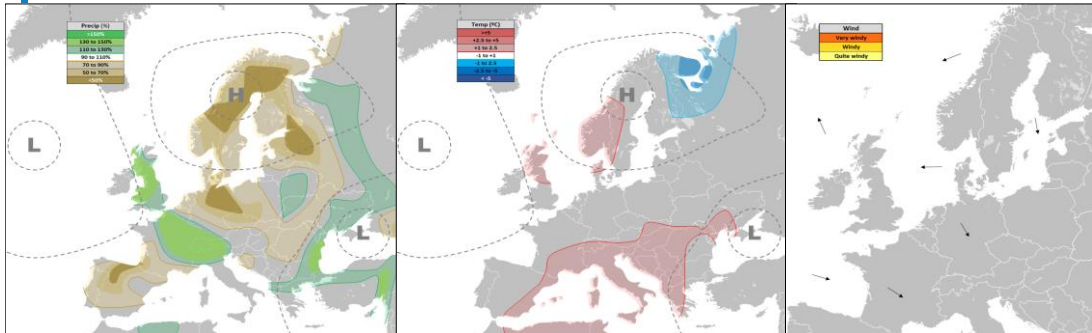 Precip (%)
>150%
130 to 150%
110 to 130%
90 to 110%
70 to 90%
50 to 70%
<50%
H
L
L
Temp (ºC)
>+5
+2.5 to +5
+1 to 2.5
-1 to +1
-1 to 2.5
-2.5 to -5
< -5
H
L
L
Wind
Very windy
Windy
Quite windy